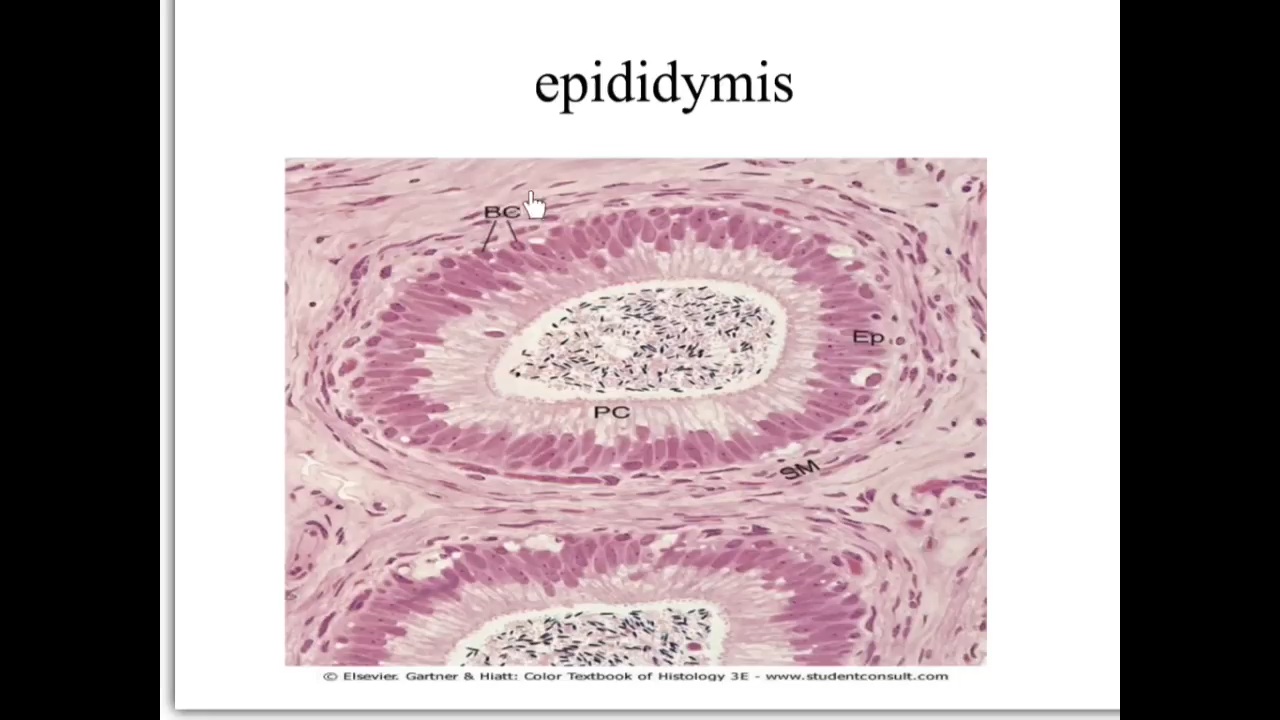 epididymis
BC
Ep
PC
SM
© Elsevier. Gartner & Hiatt: Color Textbook of Histology 3E - www.studentconsult.com